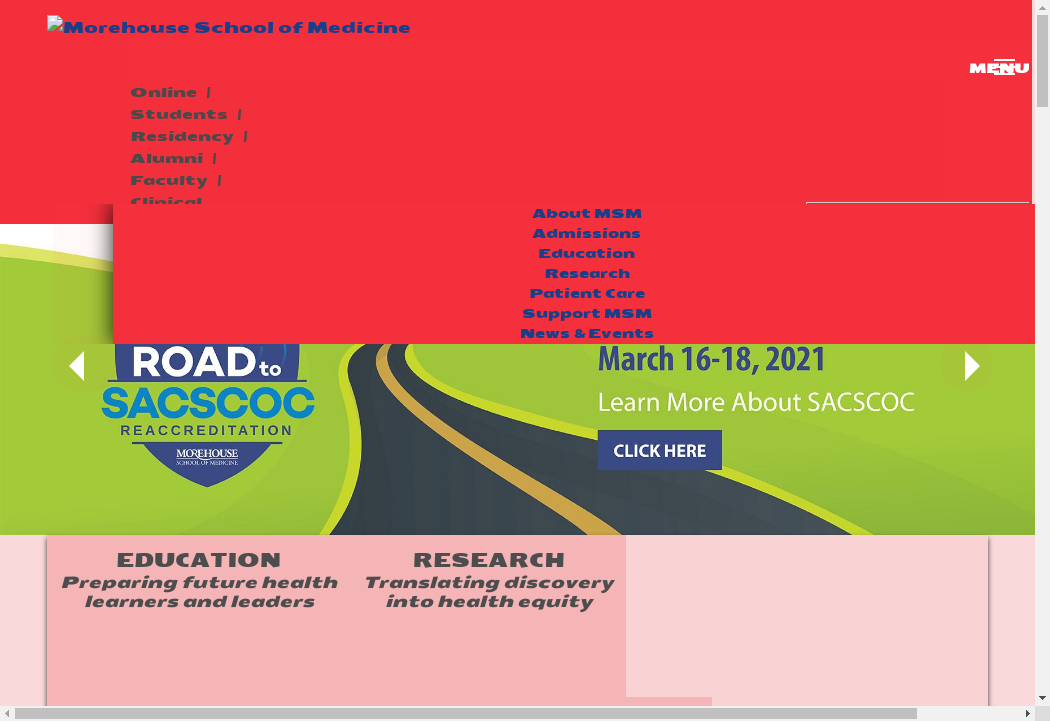 Morehouse School of Medicine
MENU
Online |
Students |
Residency |
Alumni |
Faculty |
Clinical
About MSM
Admissions
Education
Research
Patient Care
Support MSM
News & Events
ROAD to
SACSCOC
REACCREDITATION
MOREHOUSE
SCHOOL OF MEDICINE
March 16-18, 2021
Learn More About SACSCOC
CLICK HERE
EDUCATION
Preparing future health
learners and leaders
RESEARCH
Translating discovery
into health equity